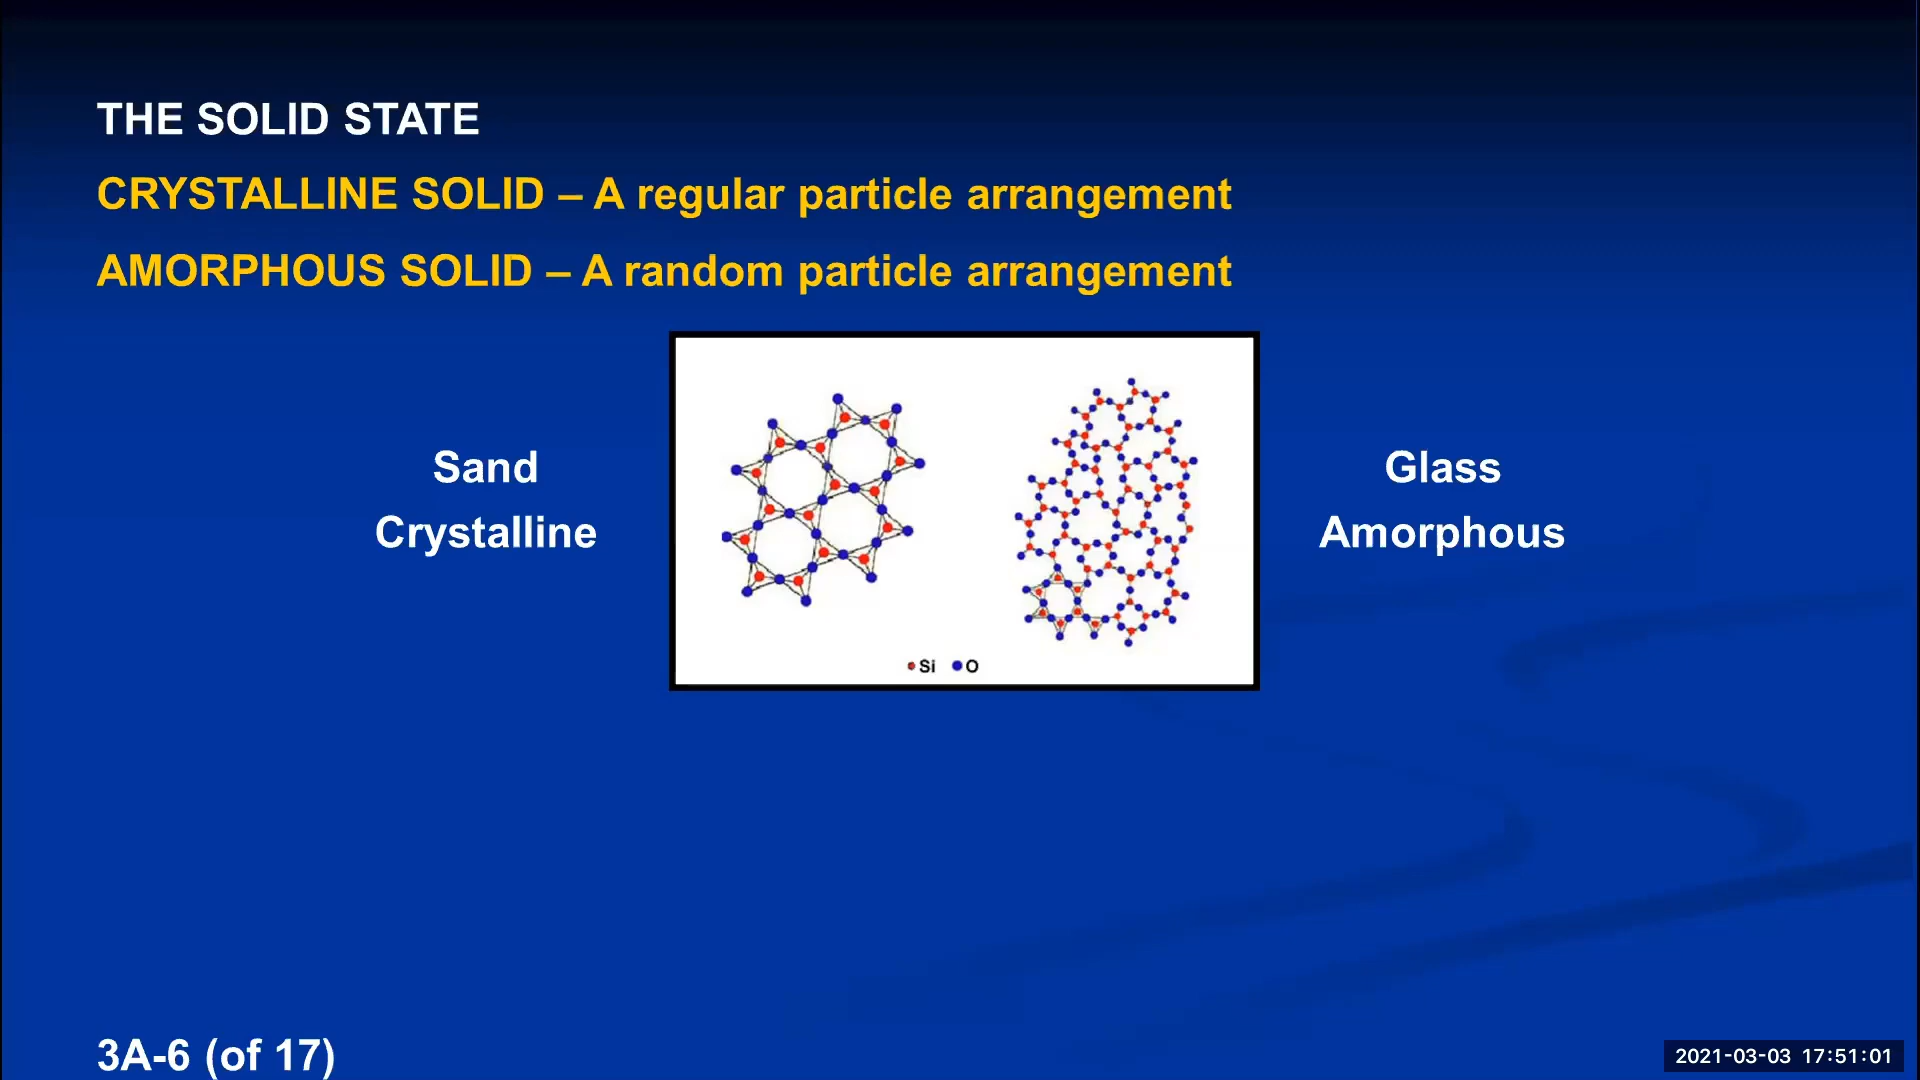 THE SOLID STATE
CRYSTALLINE SOLID – A regular particle arrangement
AMORPHOUS SOLID – A random particle arrangement
Sand
Crystalline
Si O
Glass
Amorphous
3A-6 (of 17)
2021-03-03 17:51:01